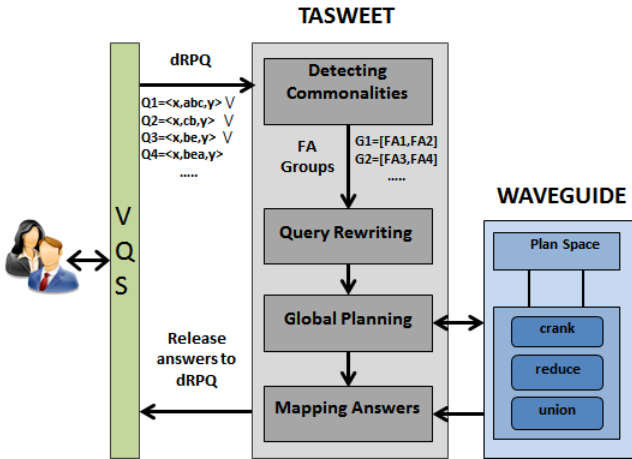 TASWEET
dRPQ
Q1=<x,abc,y> ∨
Q2=<x,cb,y> ∨
Q3=<x,be,y> ∨
Q4=<x,bea,y>
.....
Detecting
Commonalities
FA
Groups
G1=[FA1,FA2]
G2=[FA3,FA4]
.....
WAVEGUIDE
V
Q
S
Query Rewriting
Plan Space
Global Planning
crank
reduce
union
Release
answers to
dRPQ
Mapping Answers